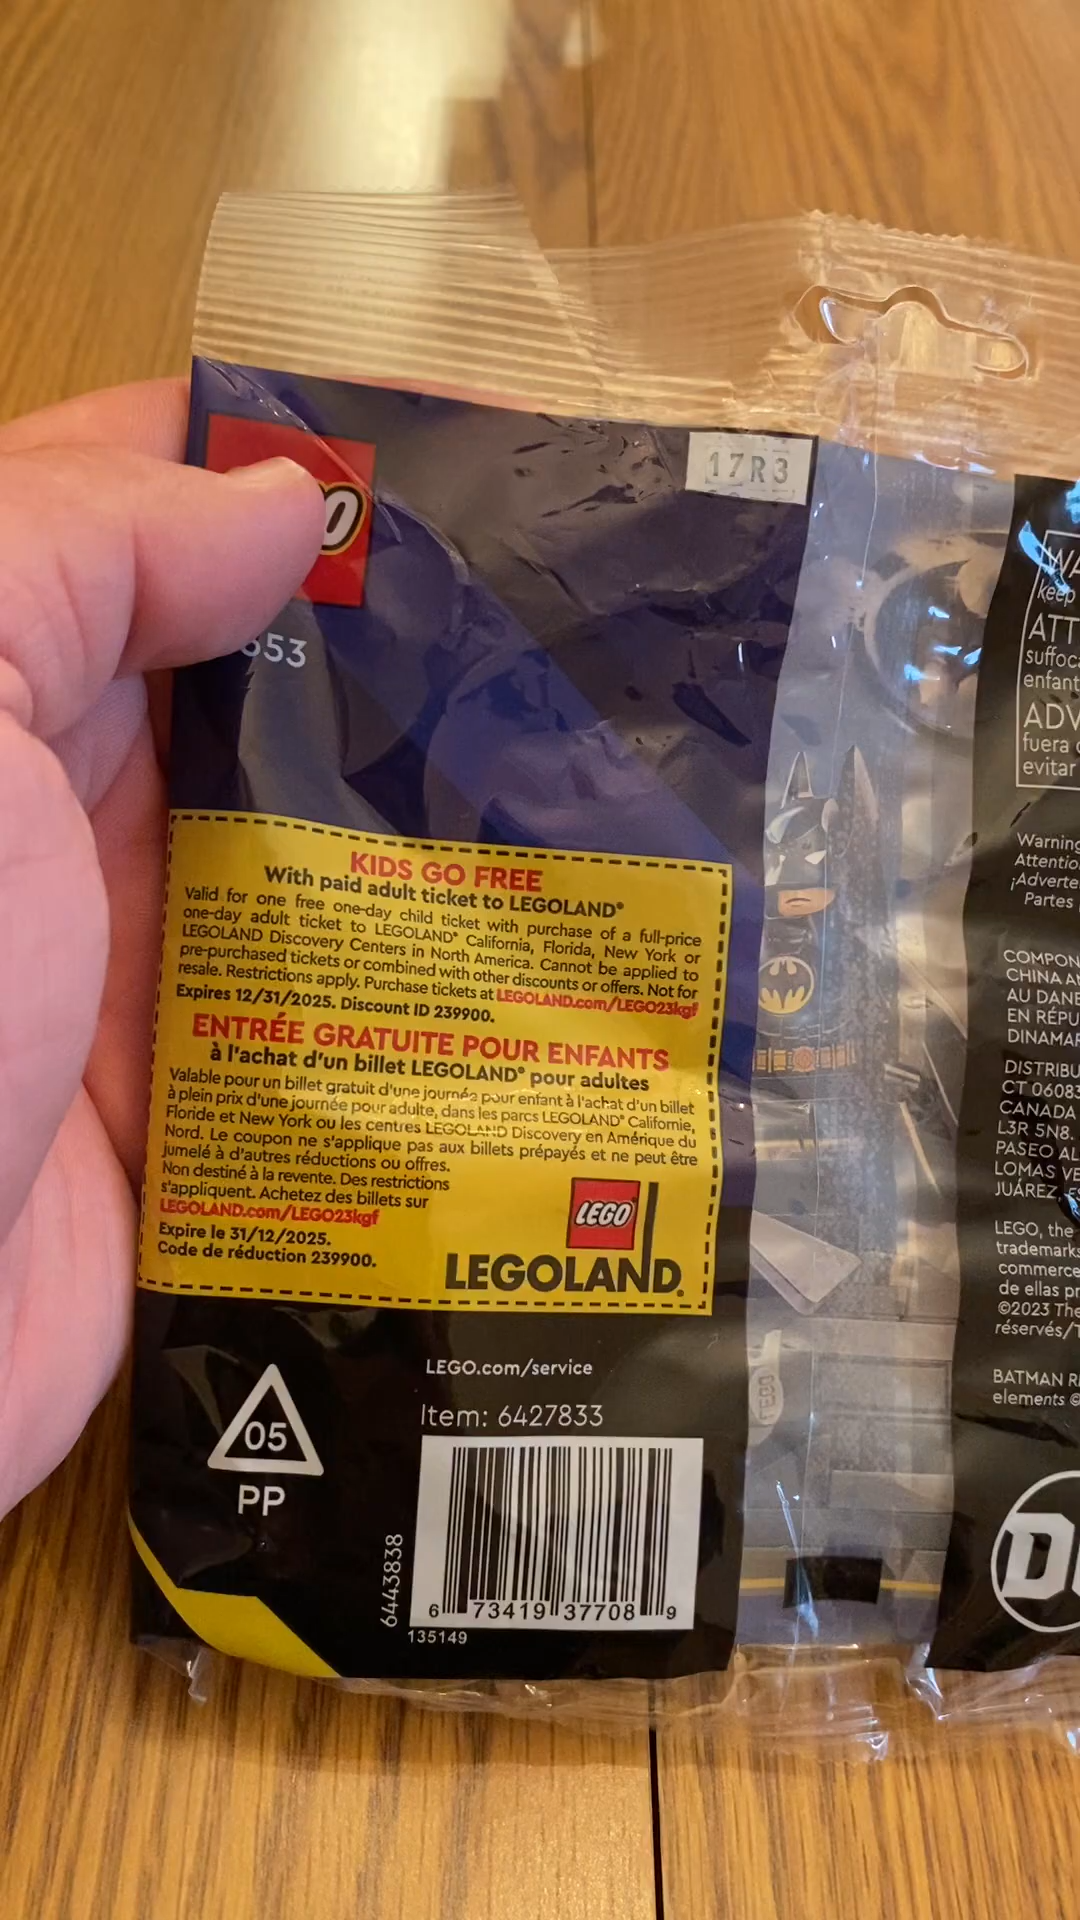 17R3
653
KIDS GO FREE
With paid adult ticket to LEGOLAND®
Valid for one free one-day child ticket with purchase of a full-price
one-day adult ticket to LEGOLAND® California, Florida, New York or
LEGOLAND Discovery Centers in North America. Cannot be applied to
pre-purchased tickets or combined with other discounts or offers. Not for
resale. Restrictions apply. Purchase tickets at LEGOLAND.com/LEGO23kgf
Expires 12/31/2025. Discount ID 239900.
ENTRÉE GRATUITE POUR ENFANTS
à l'achat d'un billet LEGOLAND® pour adultes
Valable pour un billet gratuit d'une journée pour enfant à l'achat d'un billet
à plein prix d'une journée pour adulte, dans les parcs LEGOLAND® Californie,
Floride et New York ou les centres LEGOLAND Discovery en Amérique du
Nord. Le coupon ne s'applique pas aux billets prépayés et ne peut être
jumelé à d'autres réductions ou offres.
Non destiné à la revente. Des restrictions
s'appliquent. Achetez des billets sur
LEGOLAND.com/LEGO23kgf
Expire le 31/12/2025.
Code de réduction 239900.
LEGO
LEGOLAND®
05
PP
LEGO.com/service
Item: 6427833
6443838
6 73419 37708 9
135149
LEGO
WA
keep
ATT
suffoc
enfant
ADV
fuera
evitar
Warning
Attentio
¡Adverte
Partes
COMPON
CHINA A
AU DANE
EN RÉPU
DINAMAR
DISTRIBU
CT 06083
CANADA
L3R 5N8.
PASEO AL
LOMAS VE
JUÁREZ,
LEGO, the
trademarks
commerce
de ellas pr
©2023 The
réservés/T
BATMAN
elements ©
D